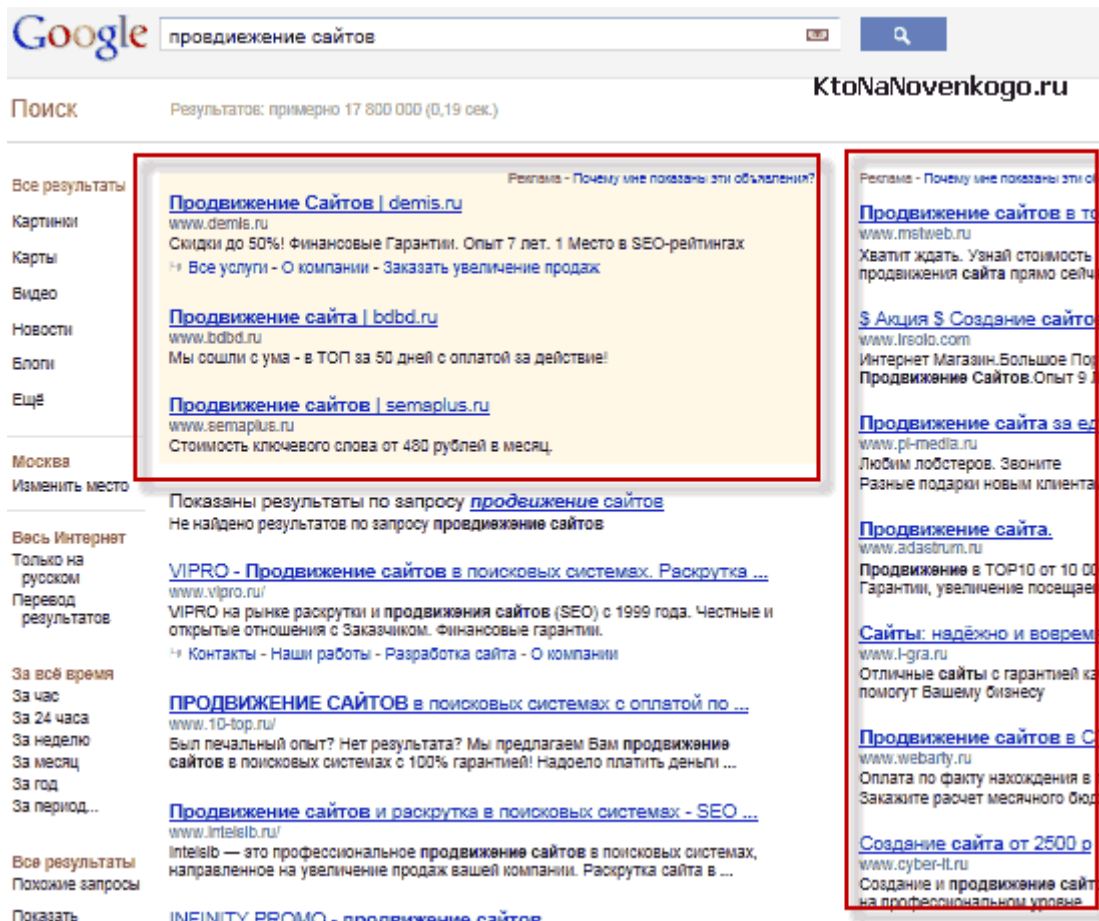 Google
провдиежение сайтов
KtoNaNovenkogo.ru
Поиск
Результатов: примерно 17 800 000 (0,19 сек.)
Все результаты
Картинки
Карты
Видео
Новости
Блоги
Ещё
Москва
Изменить место
Весь Интернет
Только на
русском
Перевод
результатов
За всё время
За час
За 24 часа
За неделю
За месяц
За год
За период...
Все результаты
Похожие запросы
Показать
Реклама - Почему мне показаны эти объявления?
Продвижение Сайтов | demis.ru
www.demis.ru
Скидки до 50%! Финансовые Гарантии. Опыт 7 лет. 1 Место в SEO-рейтингах
Все услуги - О компании - Заказать увеличение продаж
Продвижение сайта | bdbd.ru
www.bdbd.ru
Мы сошли с ума - в ТОП за 50 дней с оплатой за действие!
Продвижение сайтов | semaplus.ru
www.semaplus.ru
Стоимость ключевого слова от 480 рублей в месяц.
Показаны результаты по запросу продвижение сайтов
Не найдено результатов по запросу провдиежение сайтов
VIPRO - Продвижение сайтов в поисковых системах. Раскрутка ...
www.vipro.ru/
VIPRO на рынке раскрутки и продвижения сайтов (SEO) с 1999 года. Честные и
открытые отношения с Заказчиком. Финансовые гарантии.
Контакты - Наши работы - Разработка сайта - О компании
ПРОДВИЖЕНИЕ САЙТОВ в поисковых системах с оплатой по ...
www.10-top.ru/
Был печальный опыт? Нет результата? Мы предлагаем Вам продвижение
сайтов в поисковых системах с 100% гарантией! Надоело платить деньги ...
Продвижение сайтов и раскрутка в поисковых системах - SEO ...
www.intelsib.ru/
Intelsib — это профессиональное продвижение сайтов в поисковых системах,
направленное на увеличение продаж вашей компании. Раскрутка сайта в ...
INFINITY PROMO - продвижение сайтов
Реклама - Почему мне показаны эти
Продвижение сайтов в
www.mstweb.ru
Хватит ждать. Узнай стоимость
продвижения сайта прямо
$ Акция $ Создание
www.irsolo.com
Интернет Магазин.Большое
Продвижение Сайтов.Опыт 9
Продвижение сайта за
www.pi-media.ru
Любим лобстеров. Звоните
Разные подарки новым
Продвижение сайта.
www.adastrum.ru
Продвижение в TOP10 от 10
Гарантии, увеличение
Сайты: надёжно и
www.i-gra.ru
Отличные сайты с гарантией
помогут Вашему бизнесу
Продвижение сайтов в
www.webarty.ru
Оплата по факту нахождения в
Закажите расчет месячного
Создание сайта от 2500 р
www.cyber-it.ru
Создание и продвижение
на профессиональном уровне